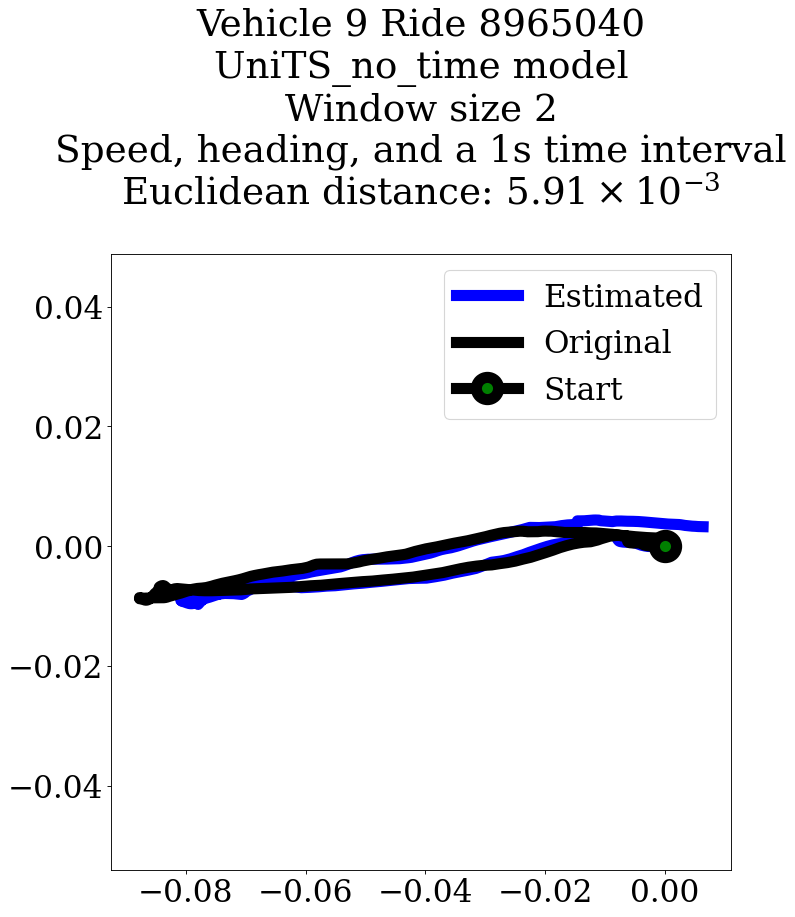 Vehicle 9 Ride 8965040
UniTS_no_time model
Window size 2
Speed, heading, and a 1s time interval
Euclidean distance: 5.91 × 10⁻³
Estimated
Original
Start
0.04
0.02
0.00
−0.02
−0.04
−0.08 −0.06 −0.04 −0.02 0.00